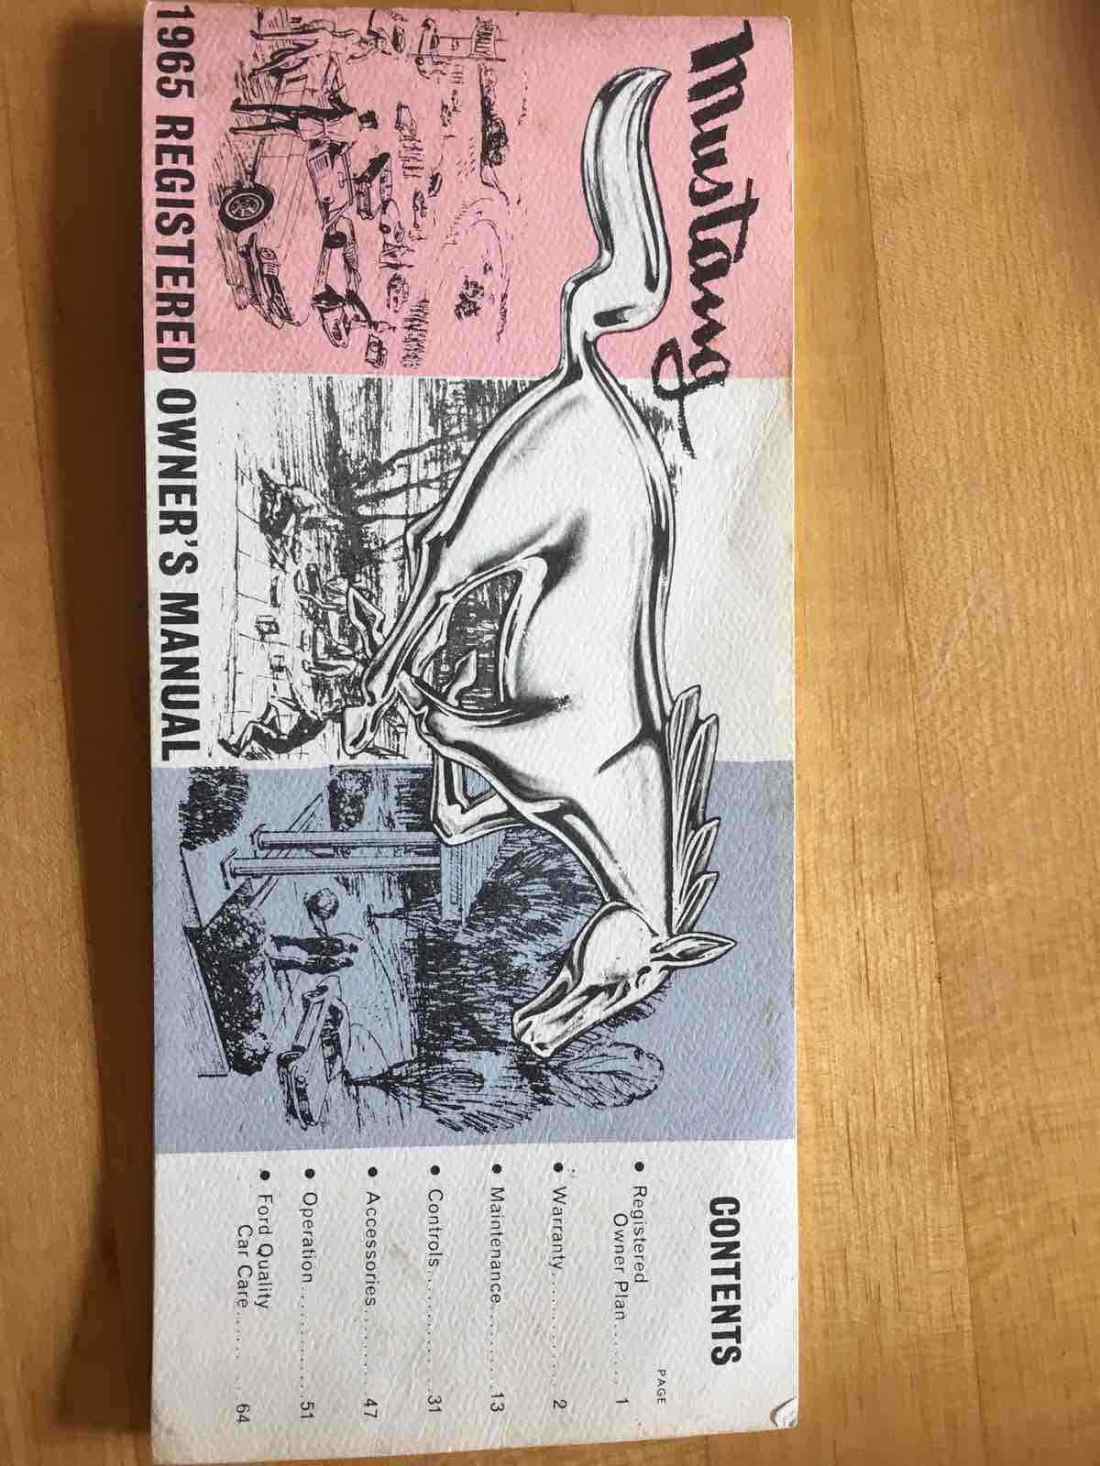 Mustang
RALLY
1965 REGISTERED OWNER'S MANUAL
CONTENTS
PAGE
• Registered
Owner Plan...... 1
• Warranty............ 2
• Maintenance........ 13
• Controls............ 31
• Accessories........ 47
• Operation........... 51
• Ford Quality
Car Care...... 64